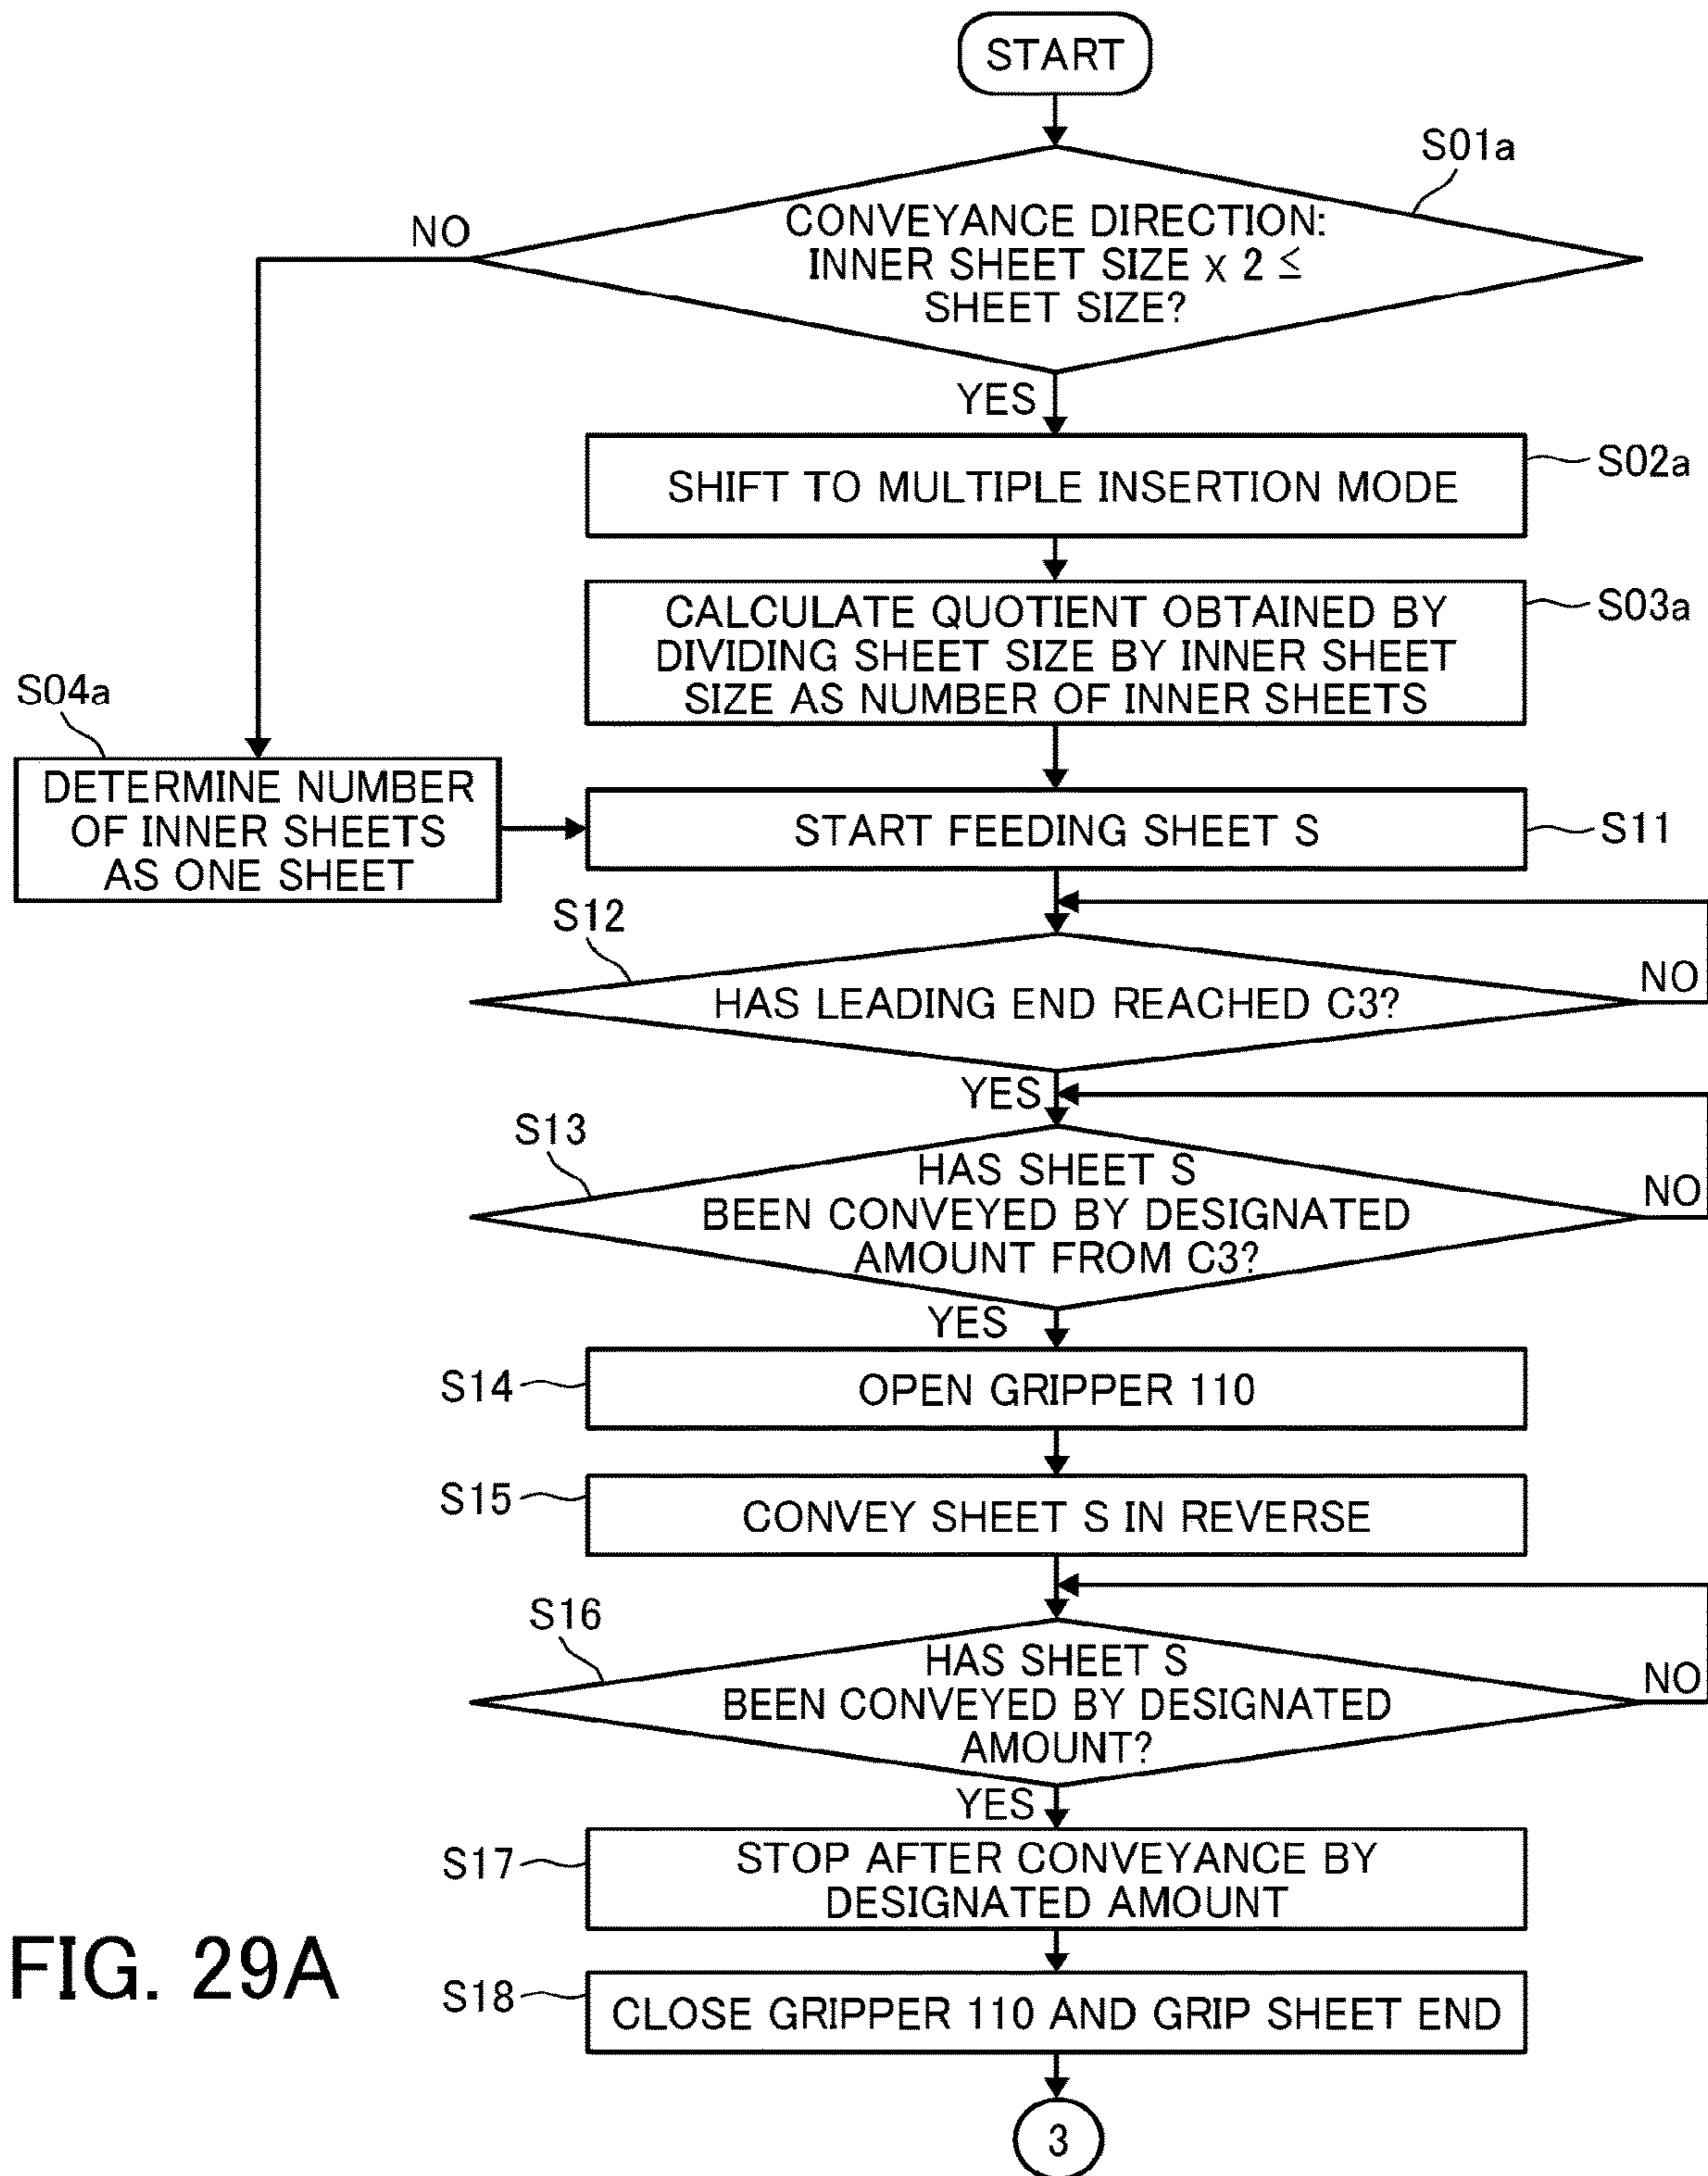 START
S01a
CONVEYANCE DIRECTION:
INNER SHEET SIZE x 2 ≤
SHEET SIZE?
NO
YES
SHIFT TO MULTIPLE INSERTION MODE
S02a
CALCULATE QUOTIENT OBTAINED BY
DIVIDING SHEET SIZE BY INNER SHEET
SIZE AS NUMBER OF INNER SHEETS
S03a
S04a
DETERMINE NUMBER
OF INNER SHEETS
AS ONE SHEET
START FEEDING SHEET S
S11
S12
HAS LEADING END REACHED C3?
NO
YES
S13
HAS SHEET S
BEEN CONVEYED BY DESIGNATED
AMOUNT FROM C3?
NO
YES
S14
OPEN GRIPPER 110
S15
CONVEY SHEET S IN REVERSE
S16
HAS SHEET S
BEEN CONVEYED BY DESIGNATED
AMOUNT?
NO
YES
S17
STOP AFTER CONVEYANCE BY
DESIGNATED AMOUNT
S18
CLOSE GRIPPER 110 AND GRIP SHEET END
3
FIG. 29A